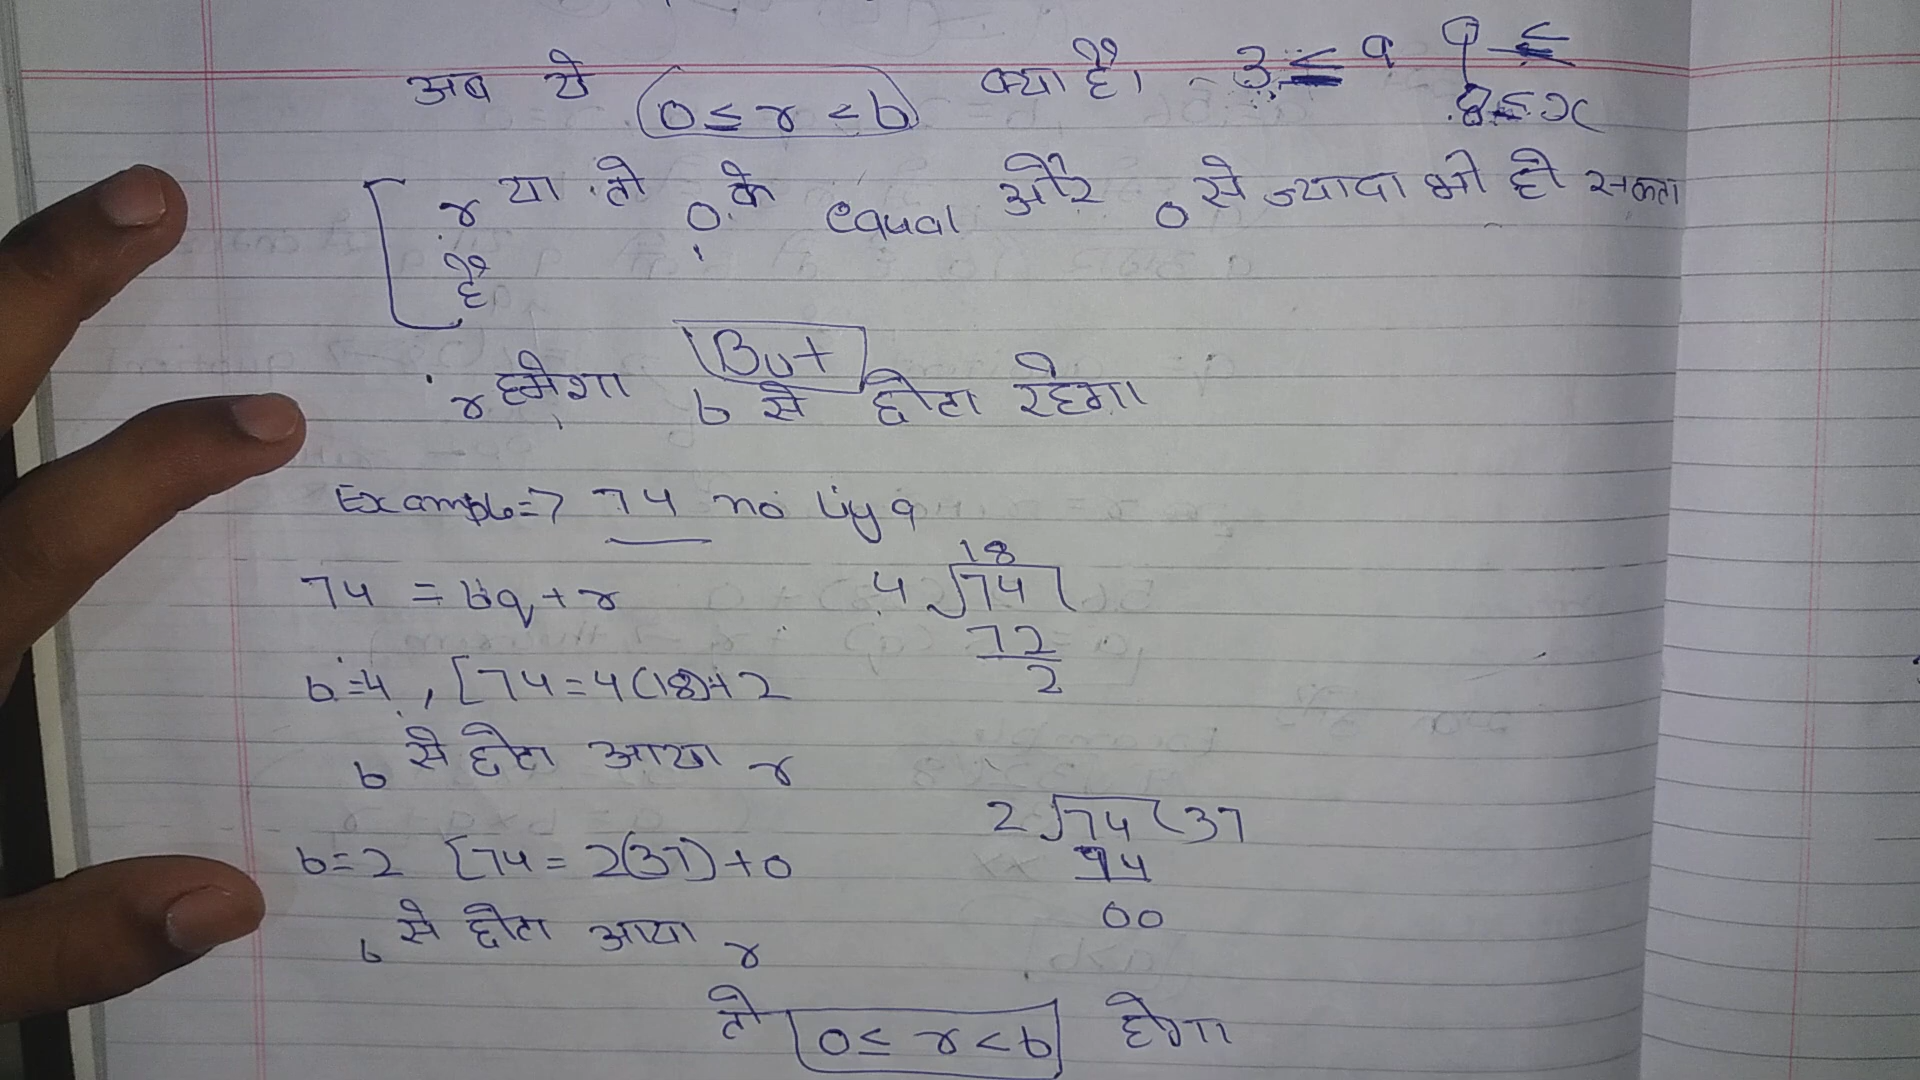 अब ये 0 ≤ r < b क्या है। 3 ≤ a
r या तो 0 के equal और 0 से ज्यादा भी हो सकता
है
But
r हमेशा b से छोटा रहेगा।
Example => 74 no liya
74 = bq + r
18
4 √74
72
2
b = 4, [74 = 4(18) + 2
b से छोटा आया r
2 √74 (37
74
00
b = 2 [74 = 2(37) + 0
b से छोटा आया r
तो 0 ≤ r < b होगा